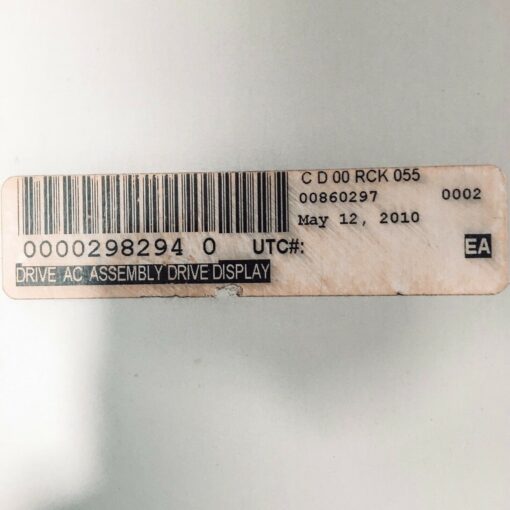 C D 00 RCK 055
00860297 0002
May 12, 2010
0000298294 0 UTC#: EA
DRIVE AC ASSEMBLY DRIVE DISPLAY